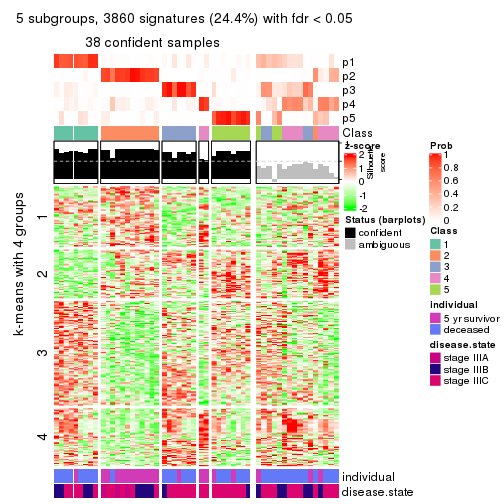 5 subgroups, 3860 signatures (24.4%) with fdr < 0.05
38 confident samples
p1
p2
p3
p4
p5
Class
z-score
2
1
0
-1
-2
Silhouette
score
Status (barplots)
confident
ambiguous
Prob
1
0.8
0.6
0.4
0.2
0
Class
1
2
3
4
5
individual
5 yr survivor
deceased
disease.state
stage IIIA
stage IIIB
stage IIIC
k-means with 4 groups
1
2
3
4
individual
disease.state